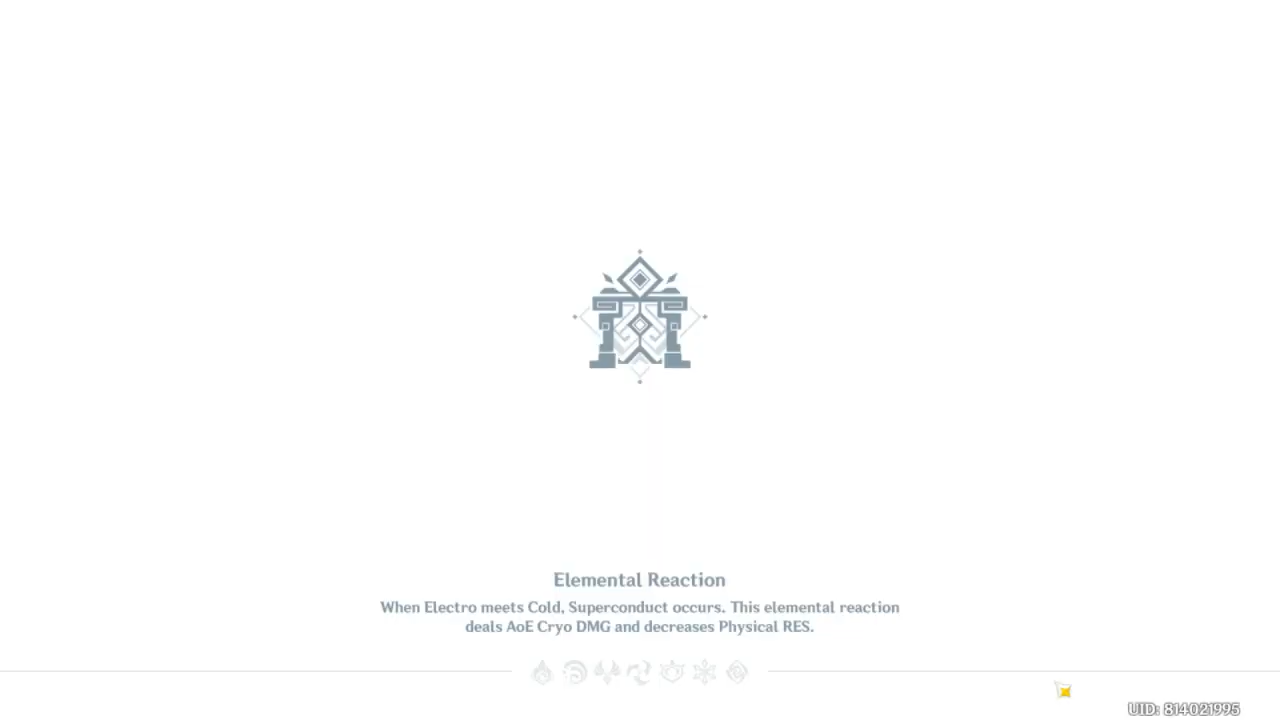 Elemental Reaction
When Electro meets Cold, Superconduct occurs. This elemental reaction
deals AoE Cryo DMG and decreases Physical RES.
UID: 814021995